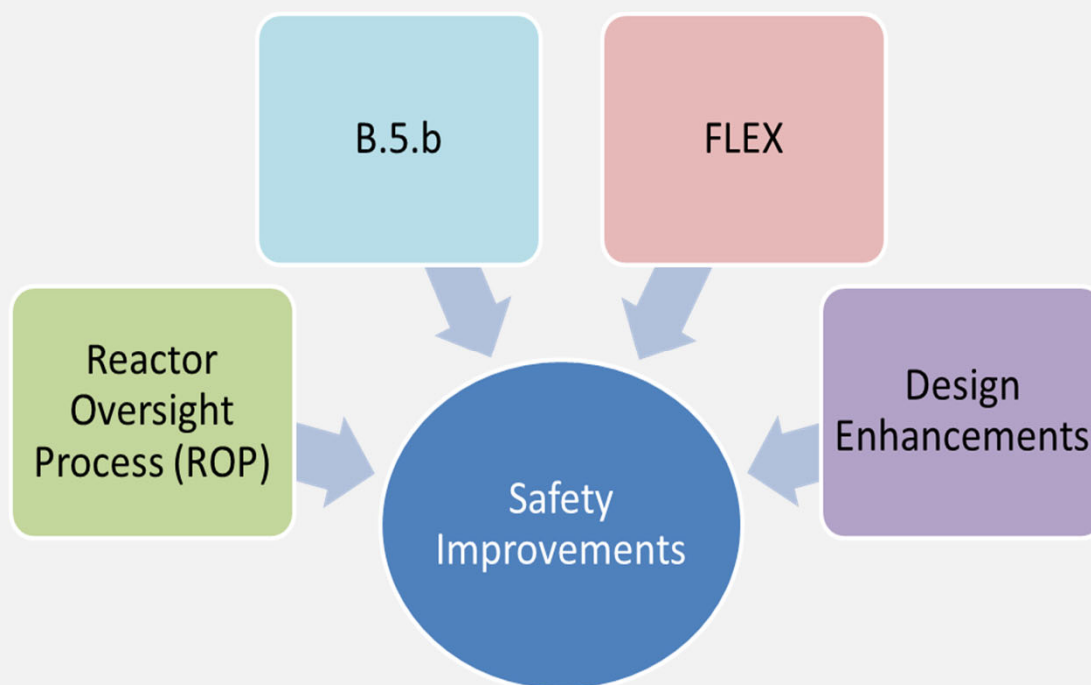 B.5.b
FLEX
Reactor
Oversight
Process (ROP)
Design
Enhancements
Safety
Improvements